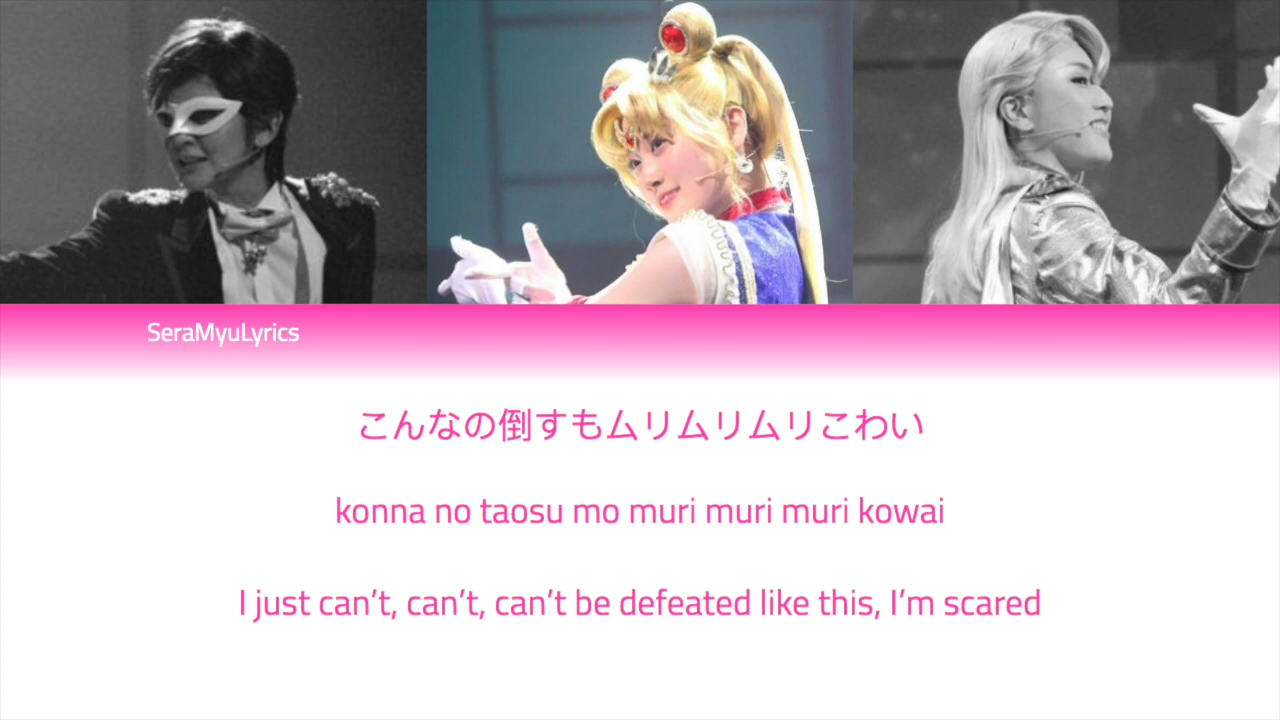 SeraMyuLyrics
こんなの倒すもムリムリムリこわい
konna no taosu mo muri muri muri kowai
I just can’t, can’t, can’t be defeated like this, I’m scared